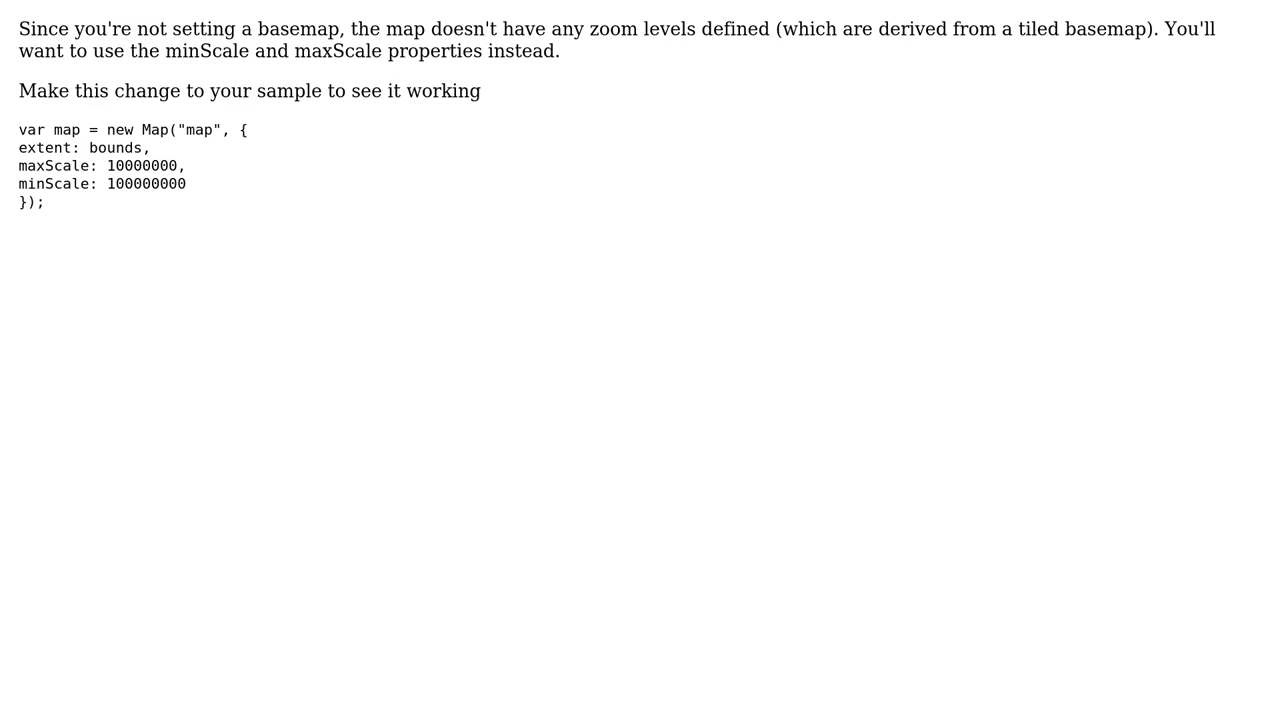 Since you're not setting a basemap, the map doesn't have any zoom levels defined (which are derived from a tiled basemap). You'll
want to use the minScale and maxScale properties instead.
Make this change to your sample to see it working
var map = new Map("map", {
extent: bounds,
maxScale: 10000000,
minScale: 100000000
});